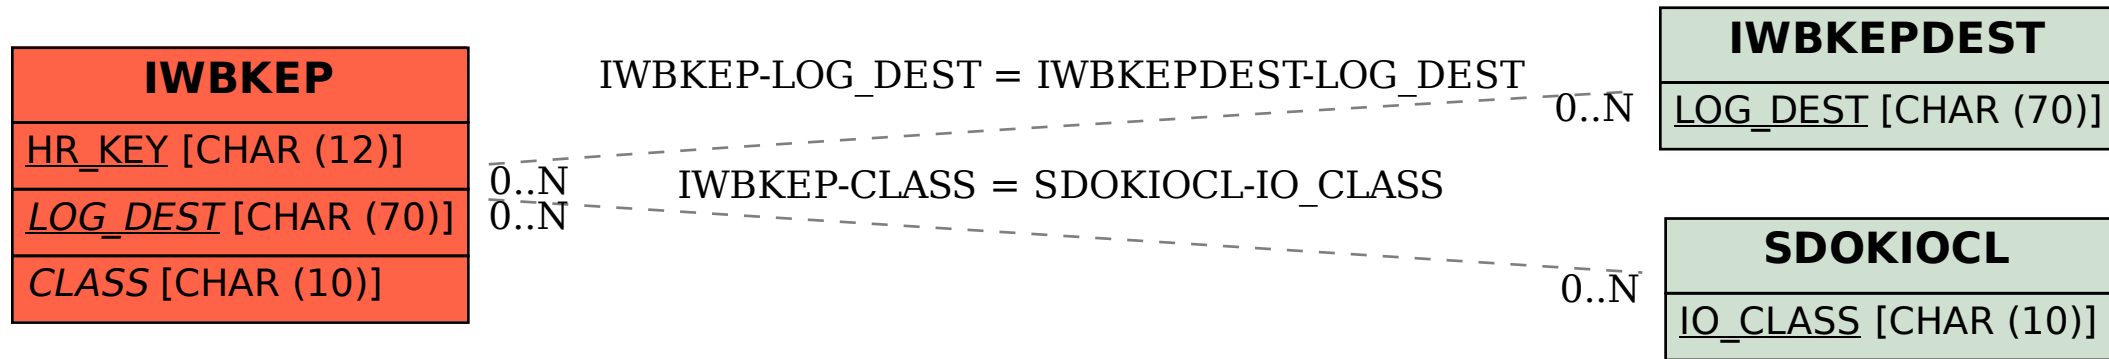 IWBKEP
HR_KEY [CHAR (12)]
LOG_DEST [CHAR (70)]
CLASS [CHAR (10)]
IWBKEP-LOG_DEST = IWBKEPDEST-LOG_DEST
0..N
0..N
IWBKEP-CLASS = SDOKIOCL-IO_CLASS
0..N
0..N
IWBKEPDEST
LOG_DEST [CHAR (70)]
SDOKIOCL
IO_CLASS [CHAR (10)]